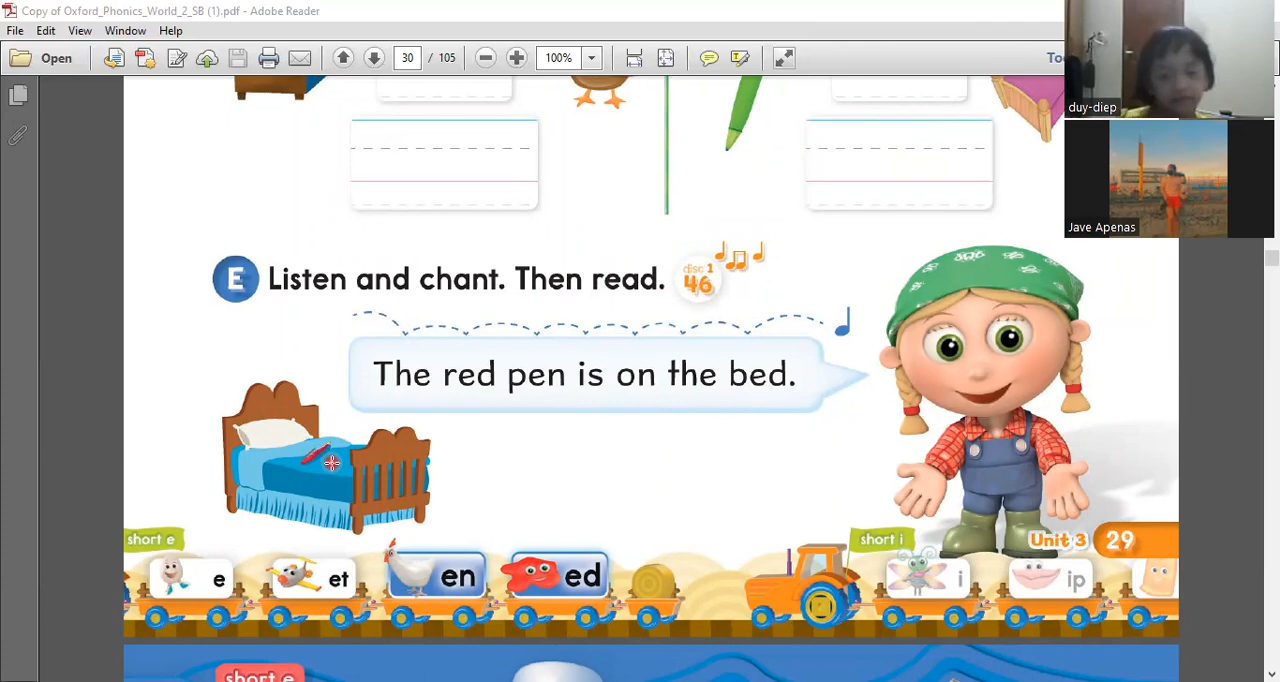 Copy of Oxford_Phonics_World_2_SB (1).pdf - Adobe Reader
File Edit View Window Help
Open 30 / 105 100%
duy-diep
Jave Apenas
E Listen and chant. Then read. disc 1 46
The red pen is on the bed.
short e short i Unit 3 29
e et en ed i ip
short e